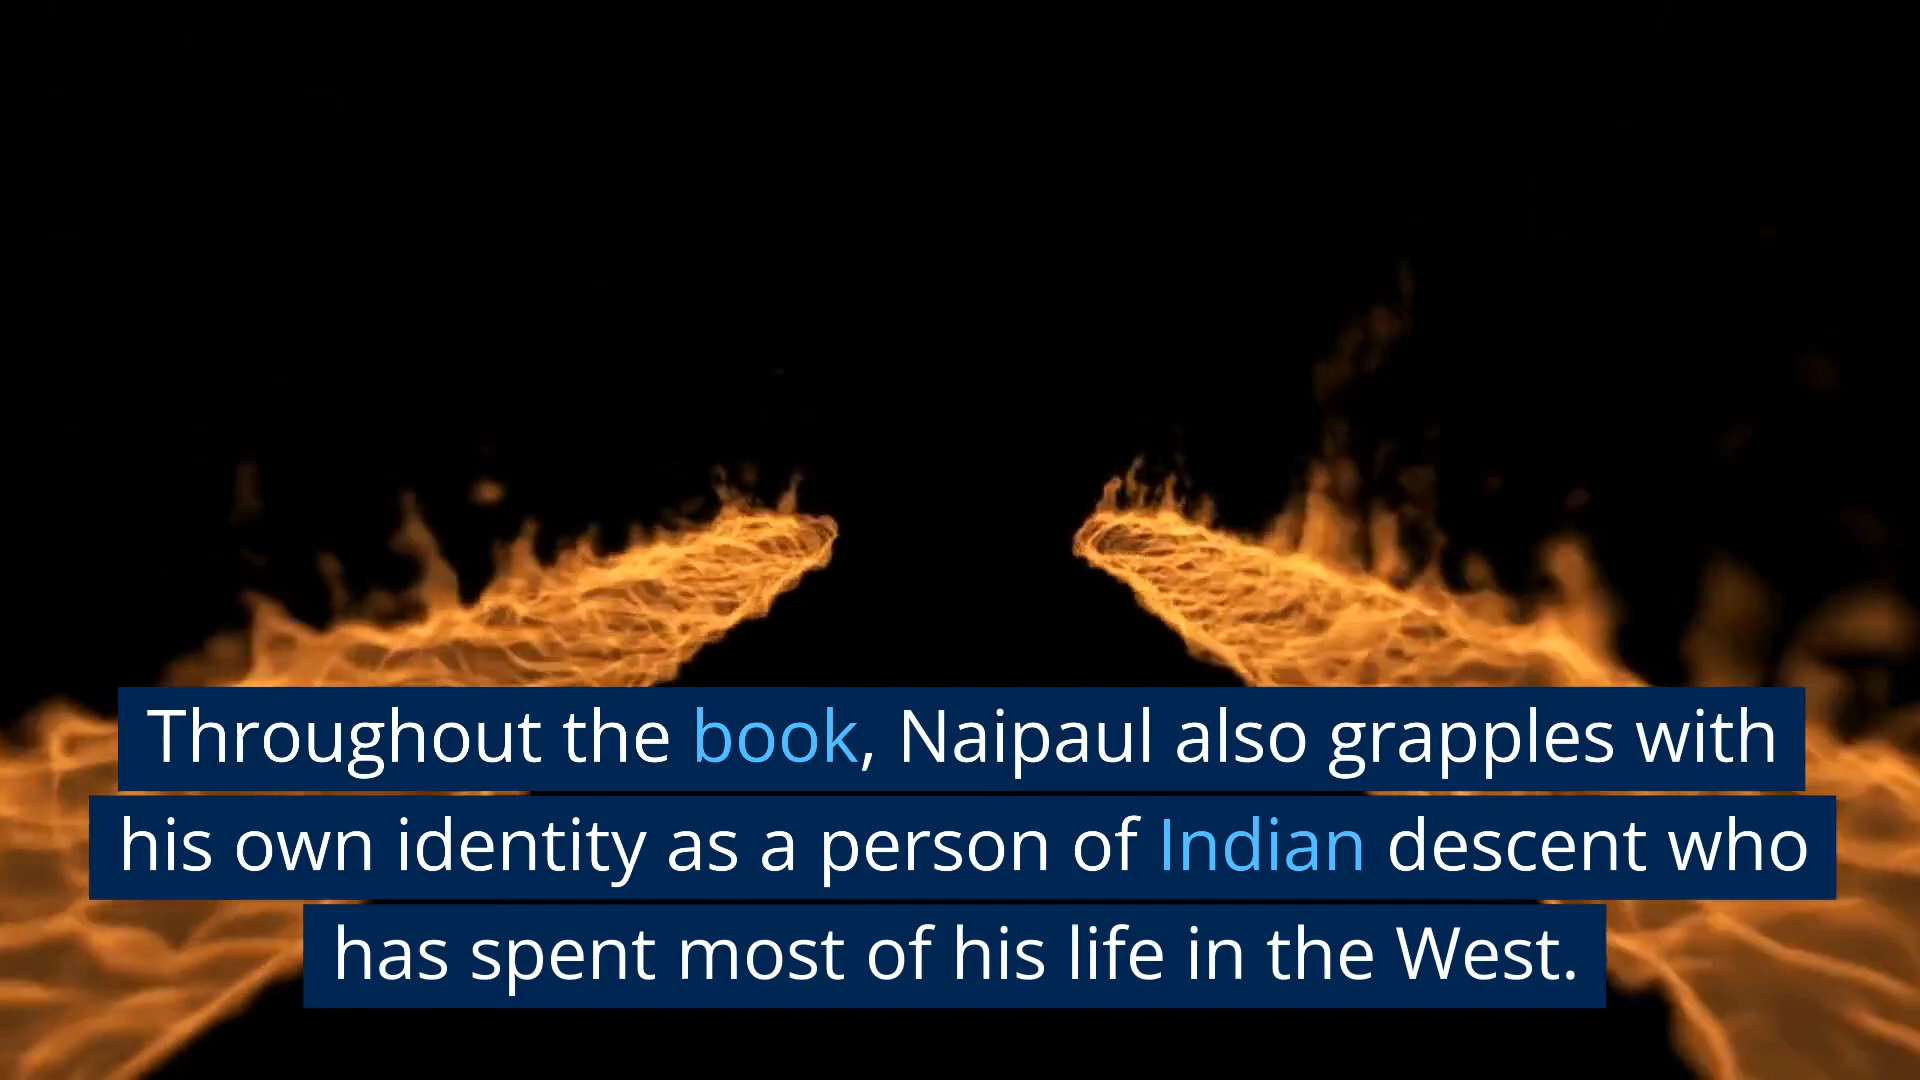 Throughout the book, Naipaul also grapples with
his own identity as a person of Indian descent who
has spent most of his life in the West.